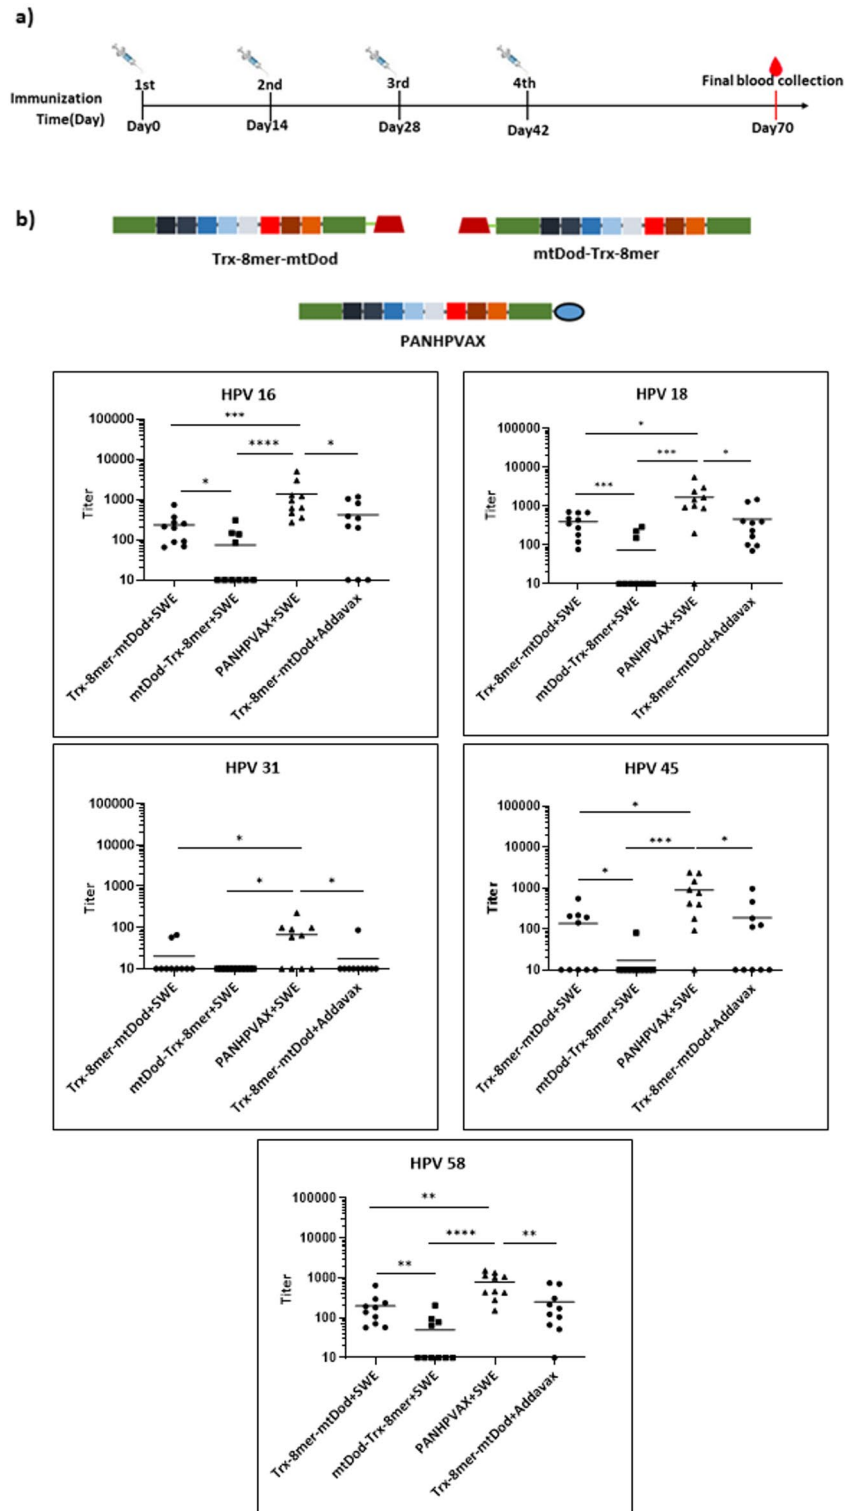 a)
1st 2nd 3rd 4th Final blood collection
Immunization
Time(Day)
Day0 Day14 Day28 Day42 Day70
b)
Trx-8mer-mtDod mtDod-Trx-8mer
PANHPVAX
HPV 16
100000
10000
1000
100
10
Titer
***
**** *
*
Trx-8mer-mtDod+SWE
mtDod-Trx-8mer+SWE
PANHPVAX+SWE
Trx-8mer-mtDod+Addavax
HPV 18
100000
10000
1000
100
10
Titer
*
*** *
***
Trx-8mer-mtDod+SWE
mtDod-Trx-8mer+SWE
PANHPVAX+SWE
Trx-8mer-mtDod+Addavax
HPV 31
100000
10000
1000
100
10
Titer
*
* *
Trx-8mer-mtDod+SWE
mtDod-Trx-8mer+SWE
PANHPVAX+SWE
Trx-8mer-mtDod+Addavax
HPV 45
100000
10000
1000
100
10
Titer
*
*** *
*
Trx-8mer-mtDod+SWE
mtDod-Trx-8mer+SWE
PANHPVAX+SWE
Trx-8mer-mtDod+Addavax
HPV 58
100000
10000
1000
100
10
Titer
**
**** **
**
Trx-8mer-mtDod+SWE
mtDod-Trx-8mer+SWE
PANHPVAX+SWE
Trx-8mer-mtDod+Addavax